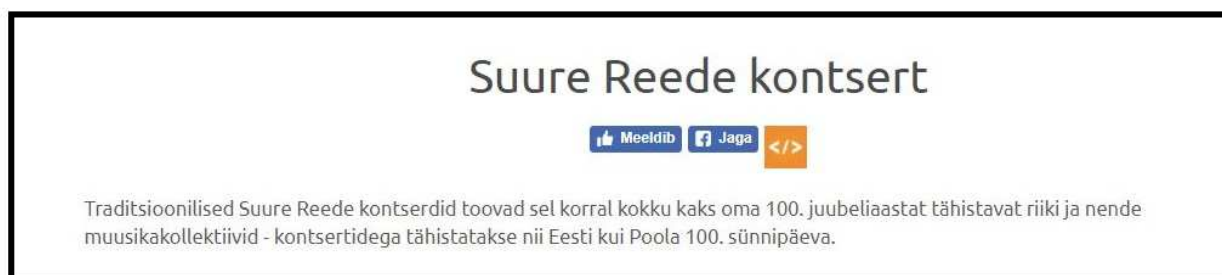 Suure Reede kontsert
Meeldib Jaga </>
Traditsioonilised Suure Reede kontserdid toovad sel korral kokku kaks oma 100. juubeliaastat tähistavat riiki ja nende
muusikakollektiivid - kontsertidega tähistatakse nii Eesti kui Poola 100. sünnipäeva.